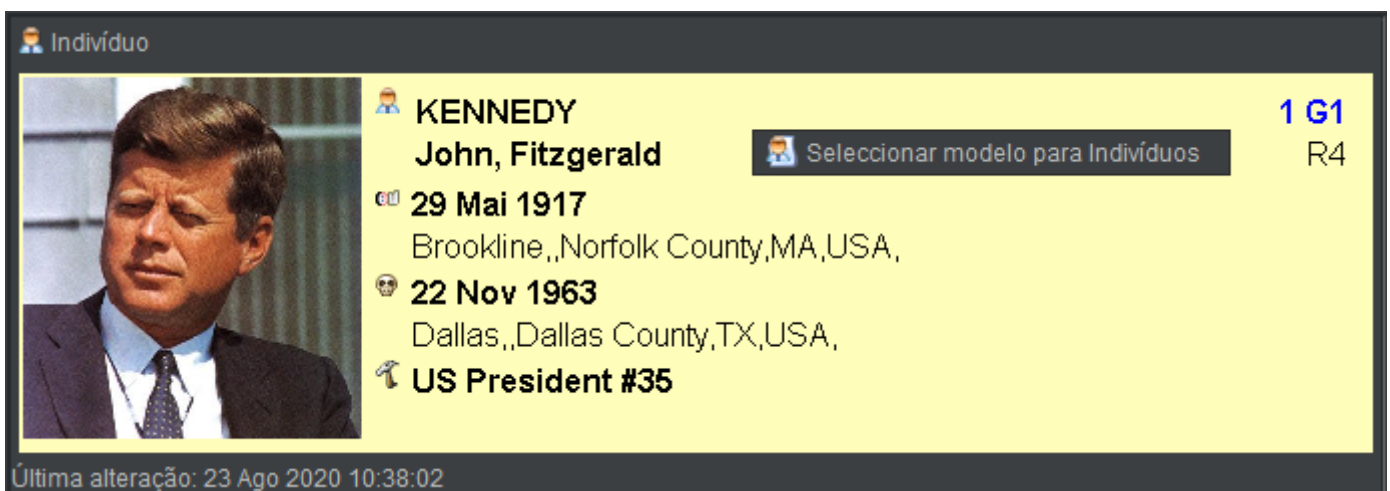 Indivíduo
KENNEDY
1 G1
John, Fitzgerald
Seleccionar modelo para Indivíduos
R4
29 Mai 1917
Brookline,,Norfolk County,MA,USA,
22 Nov 1963
Dallas,,Dallas County,TX,USA,
US President #35
Última alteração: 23 Ago 2020 10:38:02